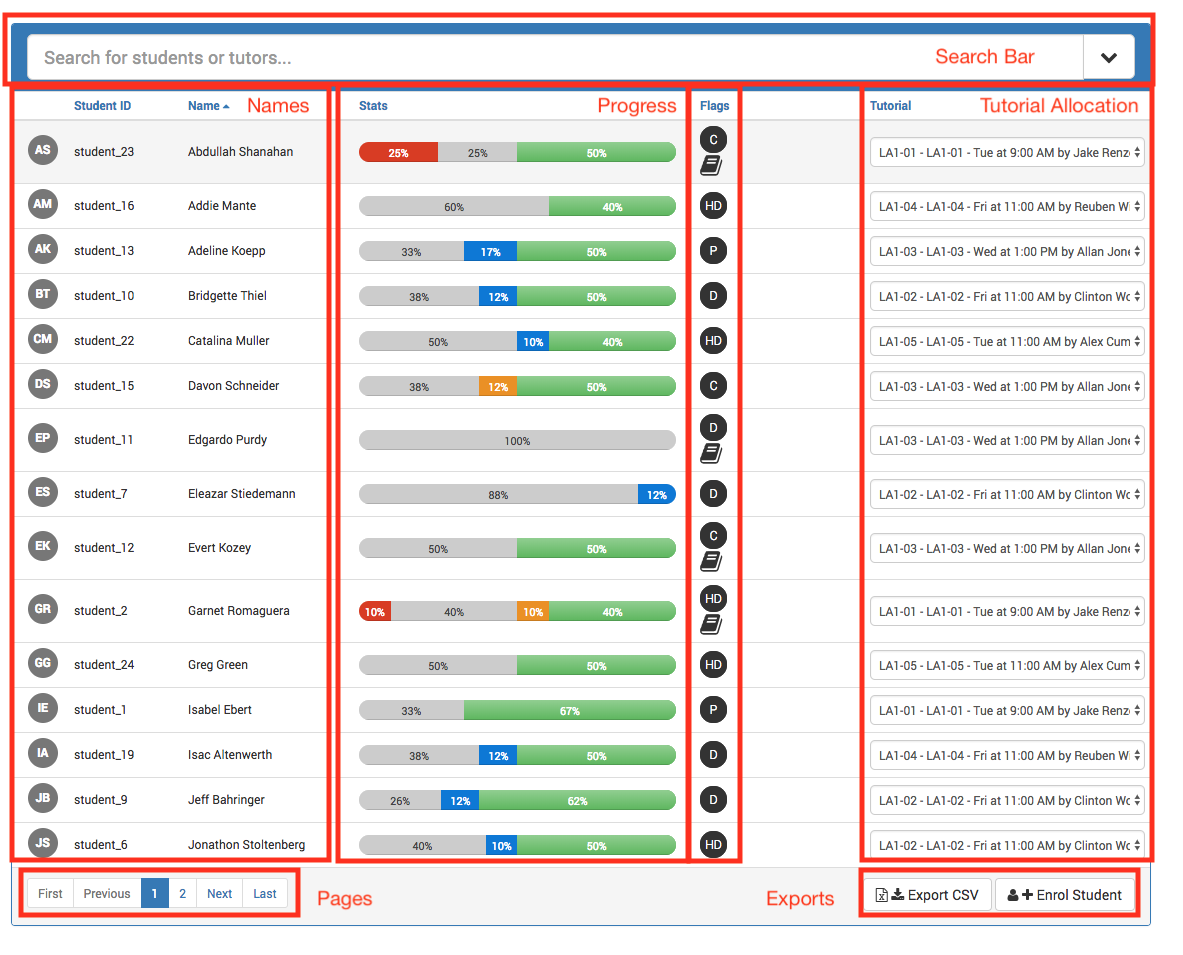 Search for students or tutors... Search Bar
Student ID Name Names Stats Progress Flags Tutorial Tutorial Allocation
AS student_23 Abdullah Shanahan 25% 25% 50% C LA1-01 - LA1-01 - Tue at 9:00 AM by Jake Renz
AM student_16 Addie Mante 60% 40% HD LA1-04 - LA1-04 - Fri at 11:00 AM by Reuben W
AK student_13 Adeline Koepp 33% 17% 50% P LA1-03 - LA1-03 - Wed at 1:00 PM by Allan Jone
BT student_10 Bridgette Thiel 38% 12% 50% D LA1-02 - LA1-02 - Fri at 11:00 AM by Clinton Wo
CM student_22 Catalina Muller 50% 10% 40% HD LA1-05 - LA1-05 - Tue at 11:00 AM by Alex Cum
DS student_15 Davon Schneider 38% 12% 50% C LA1-03 - LA1-03 - Wed at 1:00 PM by Allan Jone
EP student_11 Edgardo Purdy 100% D LA1-03 - LA1-03 - Wed at 1:00 PM by Allan Jone
ES student_7 Eleazar Stiedemann 88% 12% D LA1-02 - LA1-02 - Fri at 11:00 AM by Clinton Wo
EK student_12 Evert Kozey 50% 50% C LA1-03 - LA1-03 - Wed at 1:00 PM by Allan Jone
GR student_2 Garnet Romaguera 10% 40% 10% 40% HD LA1-01 - LA1-01 - Tue at 9:00 AM by Jake Renz
GG student_24 Greg Green 50% 50% HD LA1-05 - LA1-05 - Tue at 11:00 AM by Alex Cum
IE student_1 Isabel Ebert 33% 67% P LA1-01 - LA1-01 - Tue at 9:00 AM by Jake Renz
IA student_19 Isac Altenwerth 38% 12% 50% D LA1-04 - LA1-04 - Fri at 11:00 AM by Reuben W
JB student_9 Jeff Bahringer 26% 12% 62% D LA1-02 - LA1-02 - Fri at 11:00 AM by Clinton Wo
JS student_6 Jonathon Stoltenberg 40% 10% 50% HD LA1-02 - LA1-02 - Fri at 11:00 AM by Clinton Wo
First Previous 1 2 Next Last Pages Exports Export CSV Enrol Student